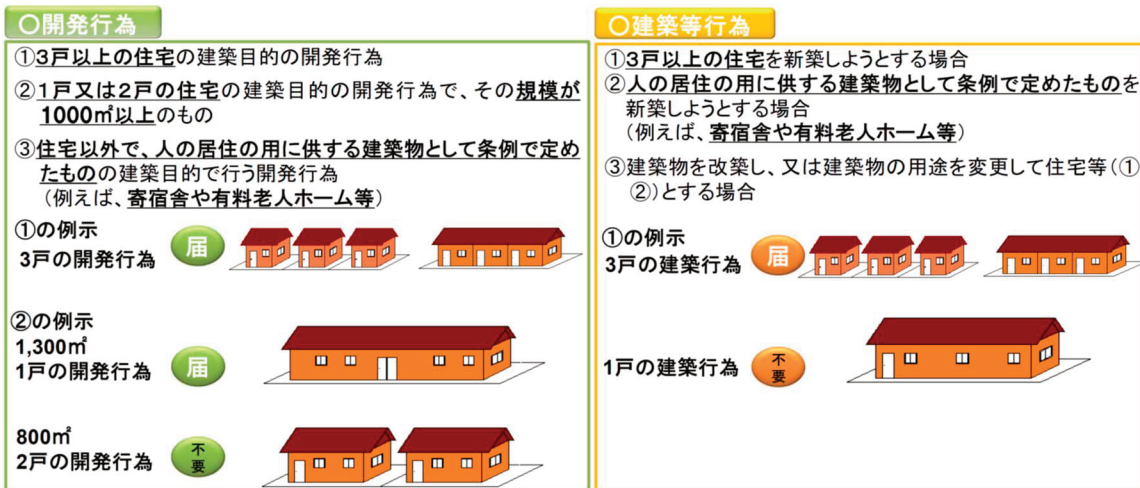 ○開発行為
①3戸以上の住宅の建築目的の開発行為
②1戸又は2戸の住宅の建築目的の開発行為で、その規模が
1000㎡以上のもの
③住宅以外で、人の居住の用に供する建築物として条例で定め
たものの建築目的で行う開発行為
(例えば、寄宿舎や有料老人ホーム等)
①の例示
3戸の開発行為
届
②の例示
1,300㎡
1戸の開発行為
届
800㎡
2戸の開発行為
不
要
○建築等行為
①3戸以上の住宅を新築しようとする場合
②人の居住の用に供する建築物として条例で定めたものを
新築しようとする場合
(例えば、寄宿舎や有料老人ホーム等)
③建築物を改築し、又は建築物の用途を変更して住宅等(①
②)とする場合
①の例示
3戸の建築行為
届
1戸の建築行為
不
要